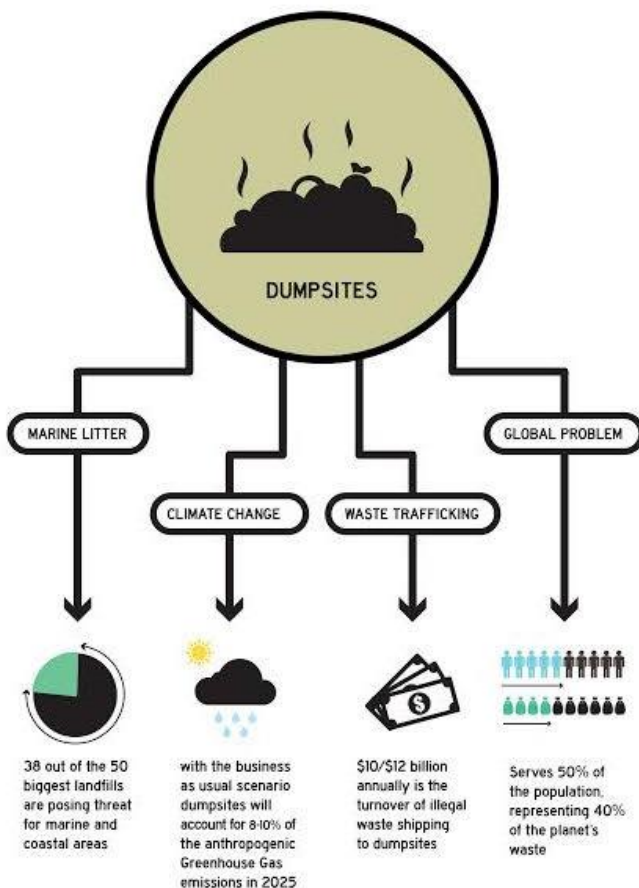 DUMPSITES
MARINE LITTER
GLOBAL PROBLEM
CLIMATE CHANGE
WASTE TRAFFICKING
$
38 out of the 50
biggest landfills
are posing threat
for marine and
coastal areas
with the business
as usual scenario
dumpsites will
account for 8-10% of
the anthropogenic
Greenhouse Gas
emissions in 2025
$10/$12 billion
annually is the
turnover of illegal
waste shipping
to dumpsites
Serves 50% of
the population,
representing 40%
of the planet's
waste